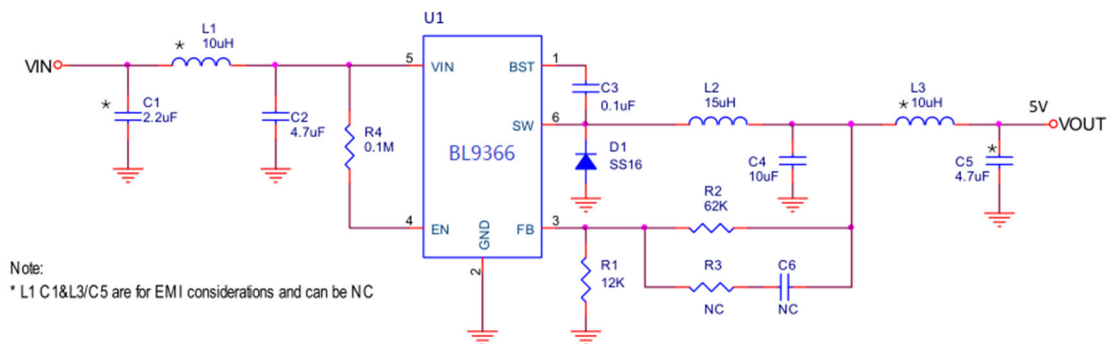 U1
L1
10uH
*
VIN
5
VIN
BST
1
C3
0.1uF
L2
15uH
L3
10uH
*
5V
VOUT
*
C1
2.2uF
C2
4.7uF
R4
0.1M
SW
6
BL9366
D1
SS16
C4
10uF
*
C5
4.7uF
R2
62K
4
EN
GND
2
FB
3
R1
12K
R3
NC
C6
NC
Note:
* L1 C1&L3/C5 are for EMI considerations and can be NC